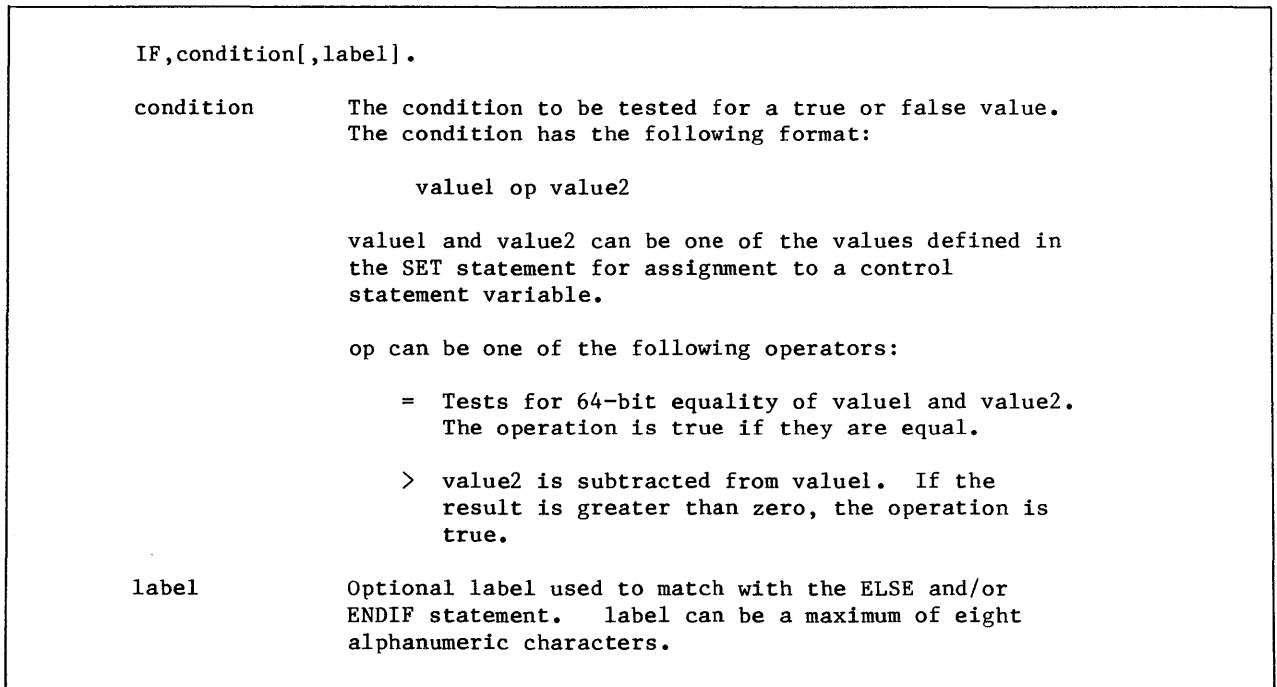 IF,condition[,label].
condition The condition to be tested for a true or false value.
The condition has the following format:
value1 op value2
value1 and value2 can be one of the values defined in
the SET statement for assignment to a control
statement variable.
op can be one of the following operators:
= Tests for 64-bit equality of value1 and value2.
The operation is true if they are equal.
> value2 is subtracted from value1. If the
result is greater than zero, the operation is
true.
label Optional label used to match with the ELSE and/or
ENDIF statement. label can be a maximum of eight
alphanumeric characters.